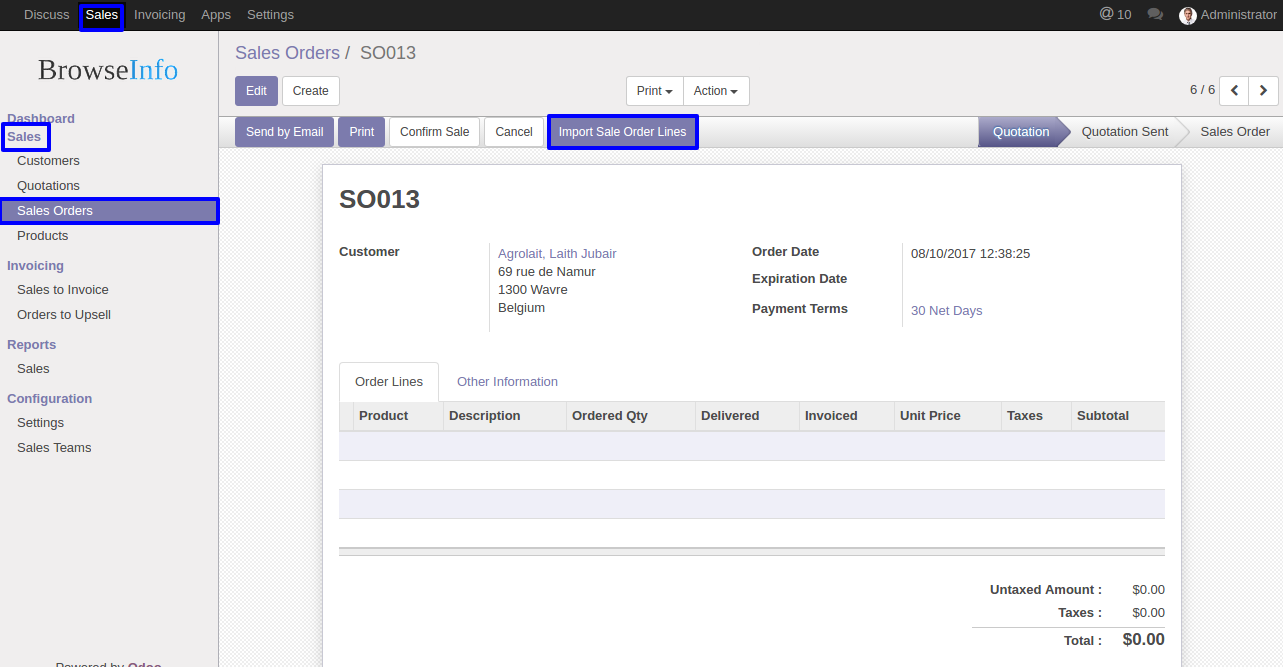 Discuss Sales Invoicing Apps Settings @ 10 Administrator
BrowseInfo
Dashboard
Sales
Customers
Quotations
Sales Orders
Products
Invoicing
Sales to Invoice
Orders to Upsell
Reports
Sales
Configuration
Settings
Sales Teams
Powered by Odoo
Sales Orders / SO013
Edit Create Print Action 6 / 6
Send by Email Print Confirm Sale Cancel Import Sale Order Lines Quotation Quotation Sent Sales Order
SO013
Customer
Agrolait, Laith Jubair
69 rue de Namur
1300 Wavre
Belgium
Order Date 08/10/2017 12:38:25
Expiration Date
Payment Terms 30 Net Days
Order Lines Other Information
Product Description Ordered Qty Delivered Invoiced Unit Price Taxes Subtotal
Untaxed Amount : $0.00
Taxes : $0.00
Total : $0.00